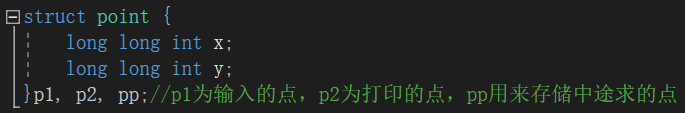 struct point {
long long int x;
long long int y;
}p1, p2, pp;//p1为输入的点，p2为打印的点，pp用来存储中途求的点